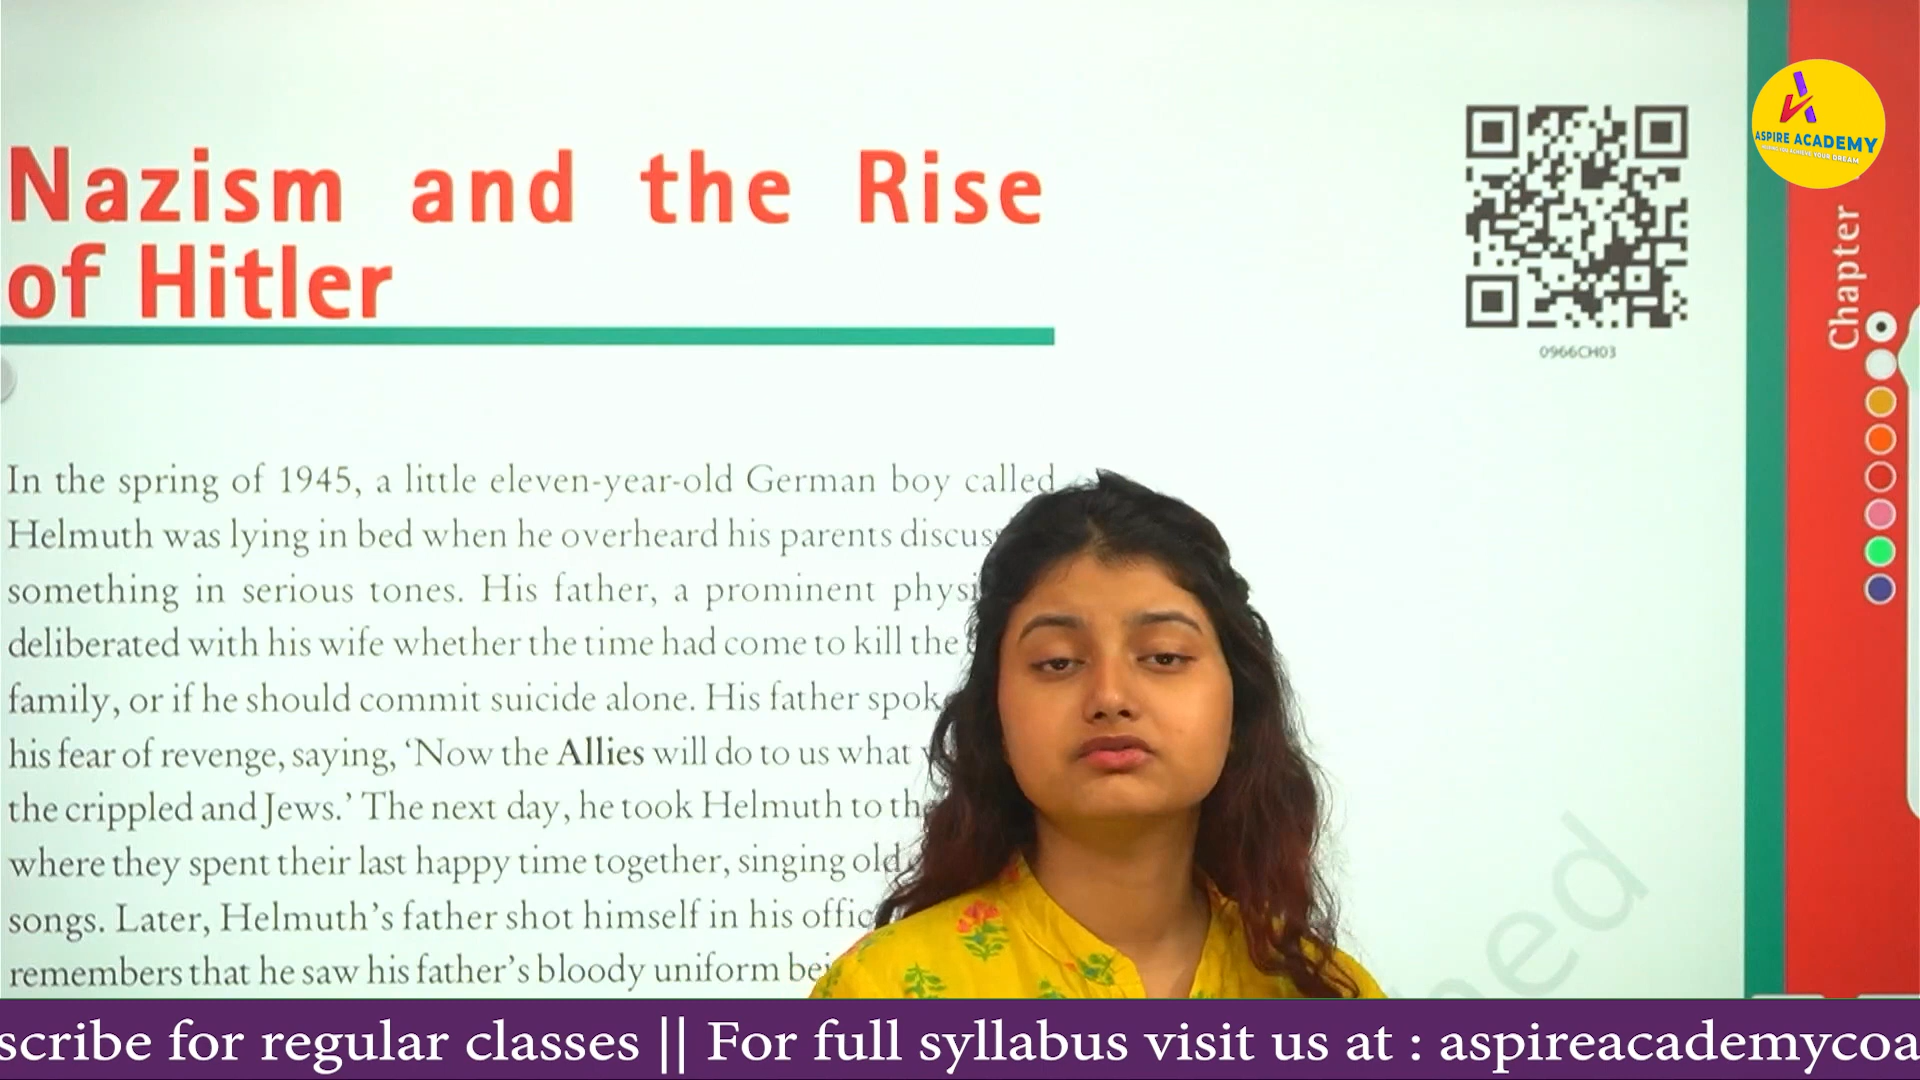 Nazism and the Rise
of Hitler
ASPIRE ACADEMY
Chapter
0966CH03
In the spring of 1945, a little eleven-year-old German boy called
Helmuth was lying in bed when he overheard his parents
something in serious tones. His father, a prominent
deliberated with his wife whether the time had come to kill the
family, or if he should commit suicide alone. His father
his fear of revenge, saying, ‘Now the Allies will do to us what
the crippled and Jews.’ The next day, he took Helmuth to
where they spent their last happy time together, singing old
songs. Later, Helmuth’s father shot himself in his
remembers that he saw his father’s bloody uniform
scribe for regular classes || For full syllabus visit us at : aspireacademycoa